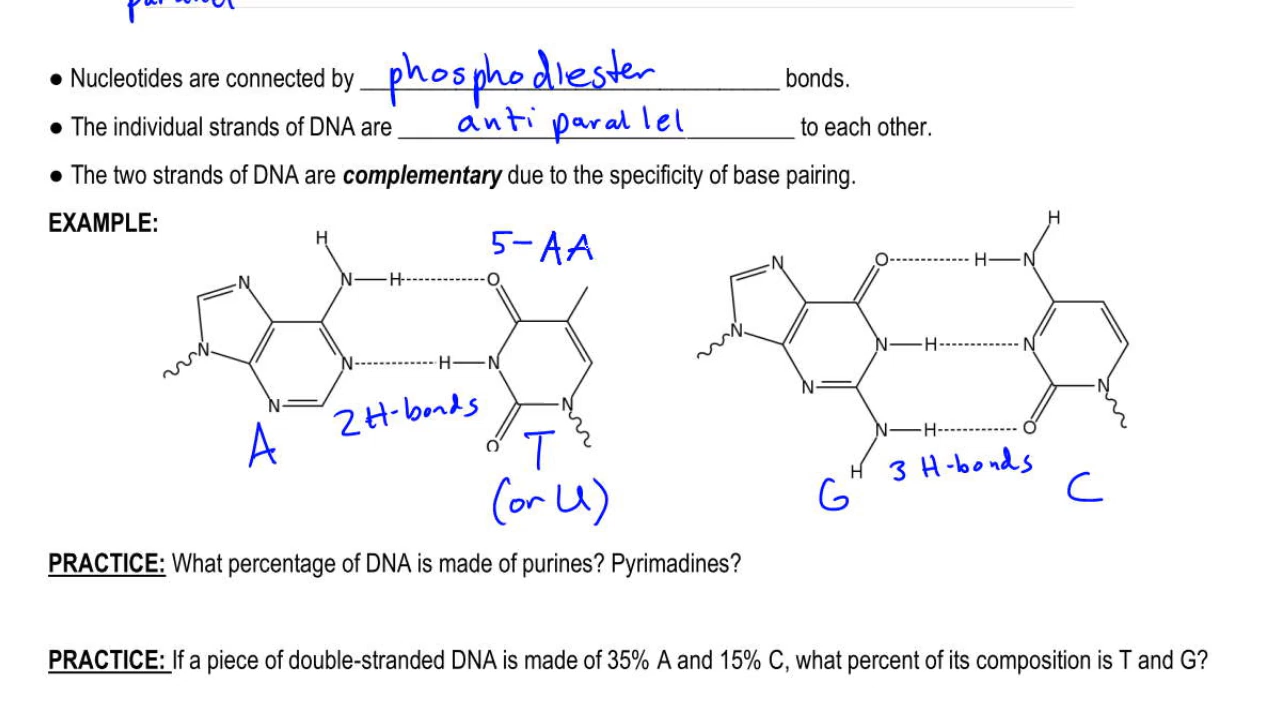 ● Nucleotides are connected by phosphodiester bonds.
● The individual strands of DNA are anti parallel to each other.
● The two strands of DNA are complementary due to the specificity of base pairing.
EXAMPLE:
5-AA
H
N N H O
N N H N
N N
O
A 2 H-bonds T
(or U)
H
N O H N
N N H N
N N H O N
H
G 3 H-bonds C
PRACTICE: What percentage of DNA is made of purines? Pyrimadines?
PRACTICE: If a piece of double-stranded DNA is made of 35% A and 15% C, what percent of its composition is T and G?